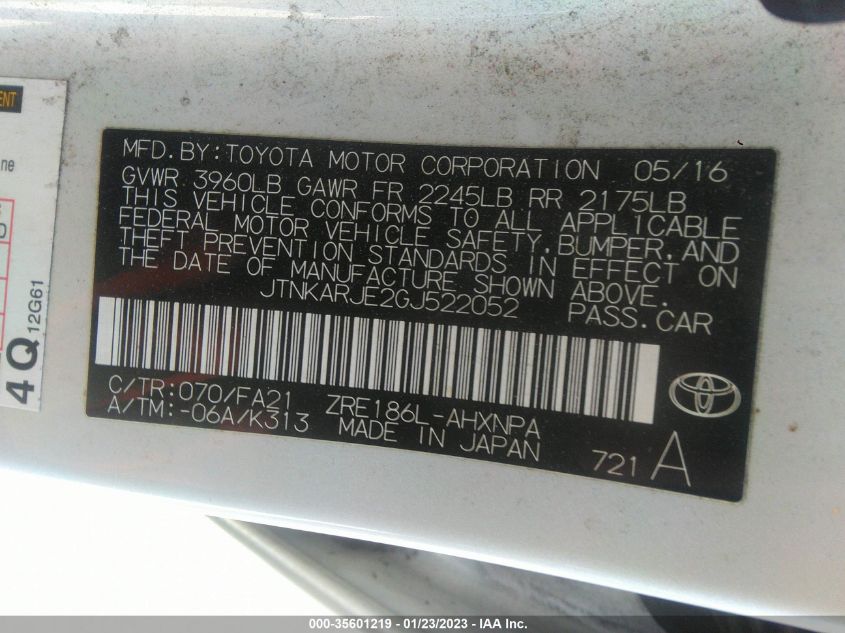 MFD. BY: TOYOTA MOTOR CORPORATION 05/16
GVWR 3960LB GAWR FR 2245LB RR 2175LB
THIS VEHICLE CONFORMS TO ALL APPLICABLE
FEDERAL MOTOR VEHICLE SAFETY, BUMPER, AND
THEFT PREVENTION STANDARDS IN EFFECT ON
THE DATE OF MANUFACTURE SHOWN ABOVE.
JTNKARJE2GJ522052 PASS. CAR
C/TR: 070/FA21 ZRE186L-AHXNPA
A/TM: -06A/K313 MADE IN JAPAN
721 A
4Q 12G61
000-35601219 - 01/23/2023 - IAA Inc.